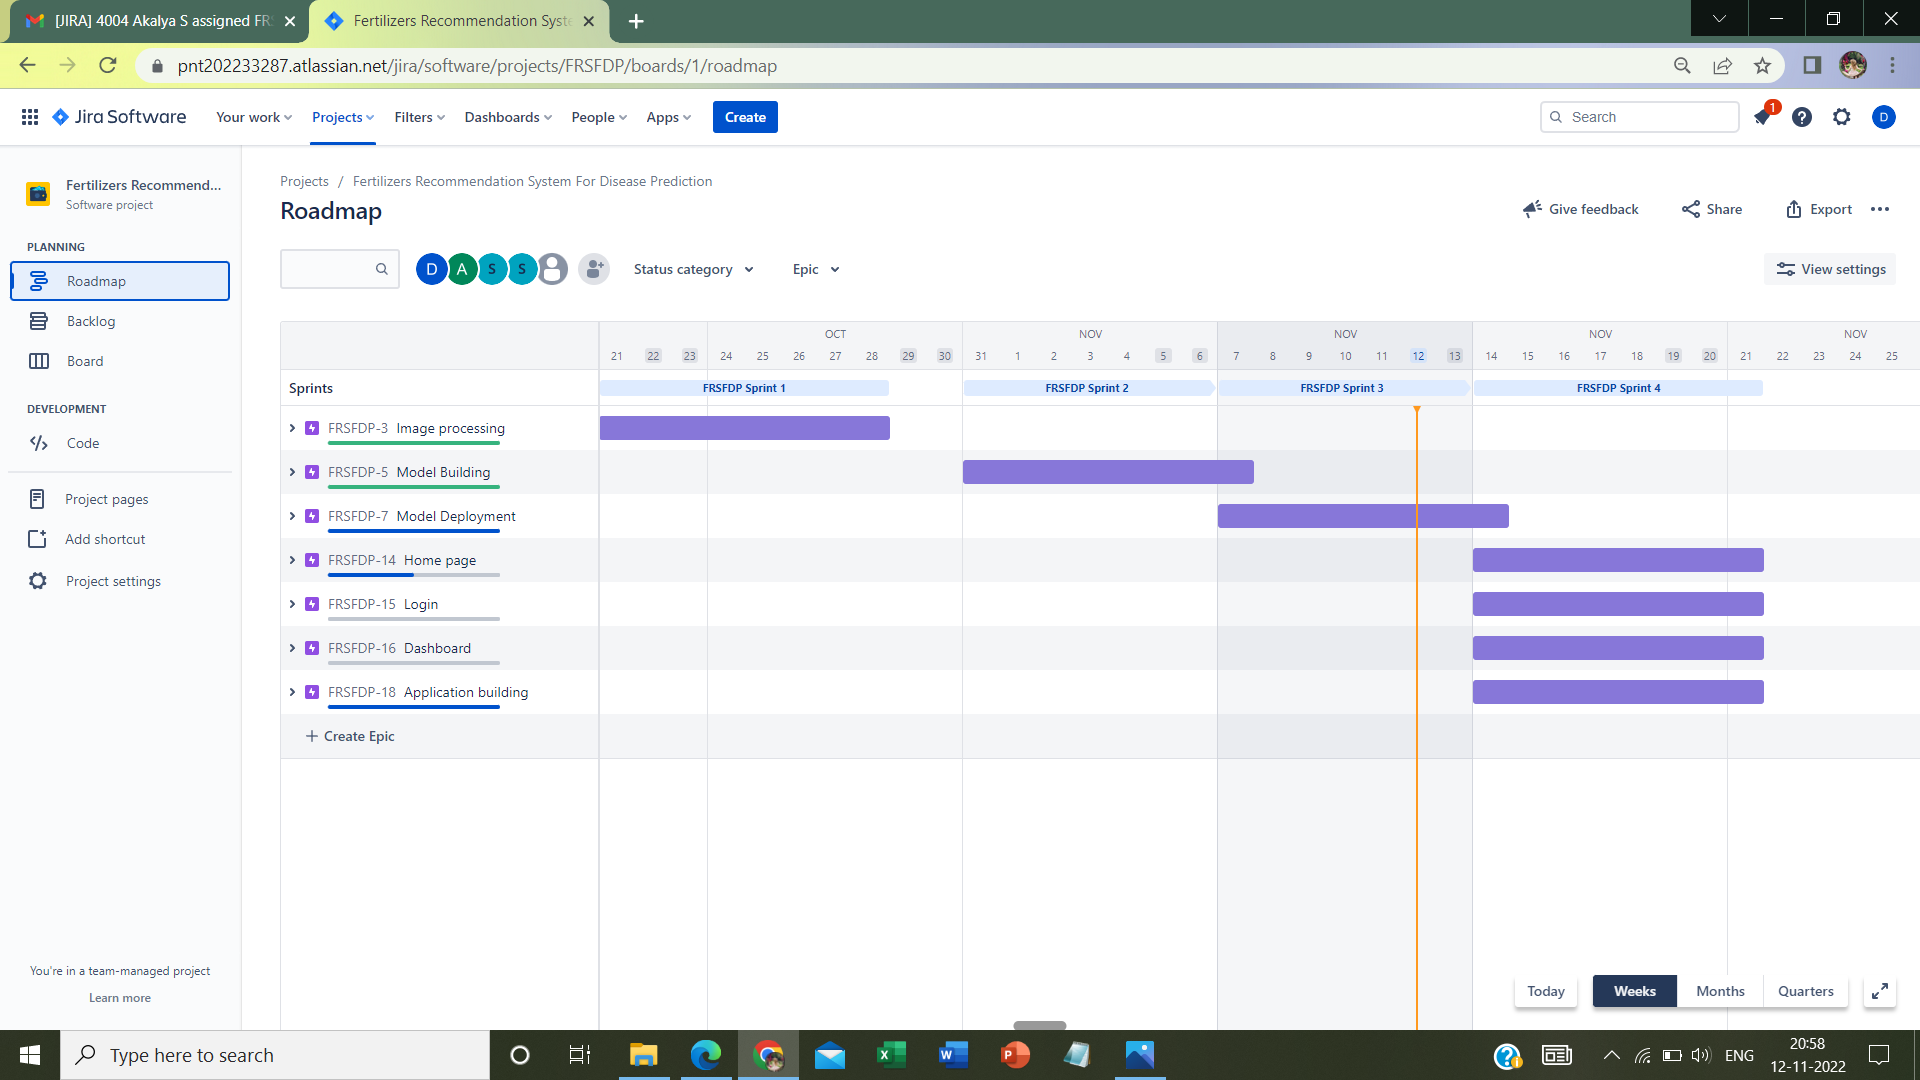 [JIRA] 4004 Akalya S assigned FR
Fertilizers Recommendation Syste
pnt202233287.atlassian.net/jira/software/projects/FRSFDP/boards/1/roadmap
Jira Software
Your work
Projects
Filters
Dashboards
People
Apps
Create
Search
1
D
Fertilizers Recommend...
Software project
PLANNING
Roadmap
Backlog
Board
DEVELOPMENT
Code
Project pages
Add shortcut
Project settings
You're in a team-managed project
Learn more
Projects / Fertilizers Recommendation System For Disease Prediction
Roadmap
Give feedback
Share
Export
D A S S
Status category
Epic
View settings
OCT NOV NOV NOV NOV
21 22 23 24 25 26 27 28 29 30 31 1 2 3 4 5 6 7 8 9 10 11 12 13 14 15 16 17 18 19 20 21 22 23 24 25
Sprints
FRSFDP Sprint 1 FRSFDP Sprint 2 FRSFDP Sprint 3 FRSFDP Sprint 4
FRSFDP-3 Image processing
FRSFDP-5 Model Building
FRSFDP-7 Model Deployment
FRSFDP-14 Home page
FRSFDP-15 Login
FRSFDP-16 Dashboard
FRSFDP-18 Application building
+ Create Epic
Today
Weeks
Months
Quarters
Type here to search
ENG
20:58
12-11-2022